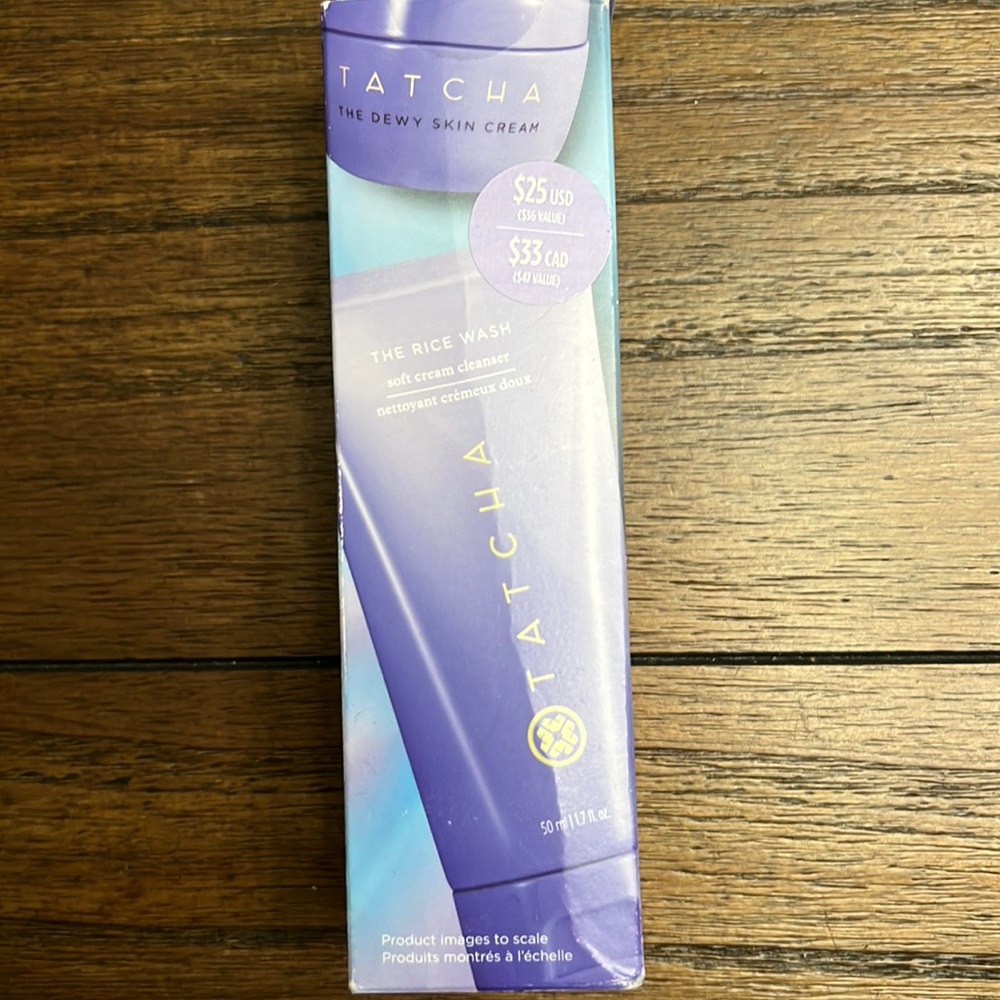 TATCHA
THE DEWY SKIN CREAM
$25 USD
($36 VALUE)
$33 CAD
($47 VALUE)
THE RICE WASH
soft cream cleanser
nettoyant crémeux doux
TATCHA
50 ml | 1.7 fl. oz.
Product images to scale
Produits montrés à l'échelle